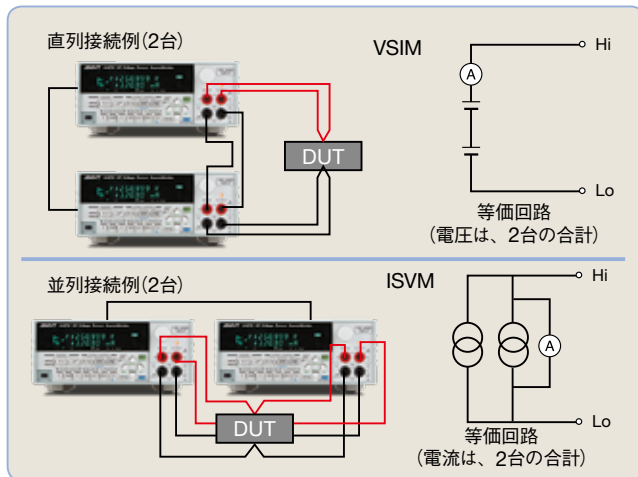 直列接続例(2台)
VSIM
Hi
A
DUT
Lo
等価回路
(電圧は、2台の合計)
並列接続例(2台)
ISVM
Hi
A
DUT
Lo
等価回路
(電流は、2台の合計)